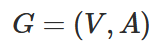 G = (V, A)